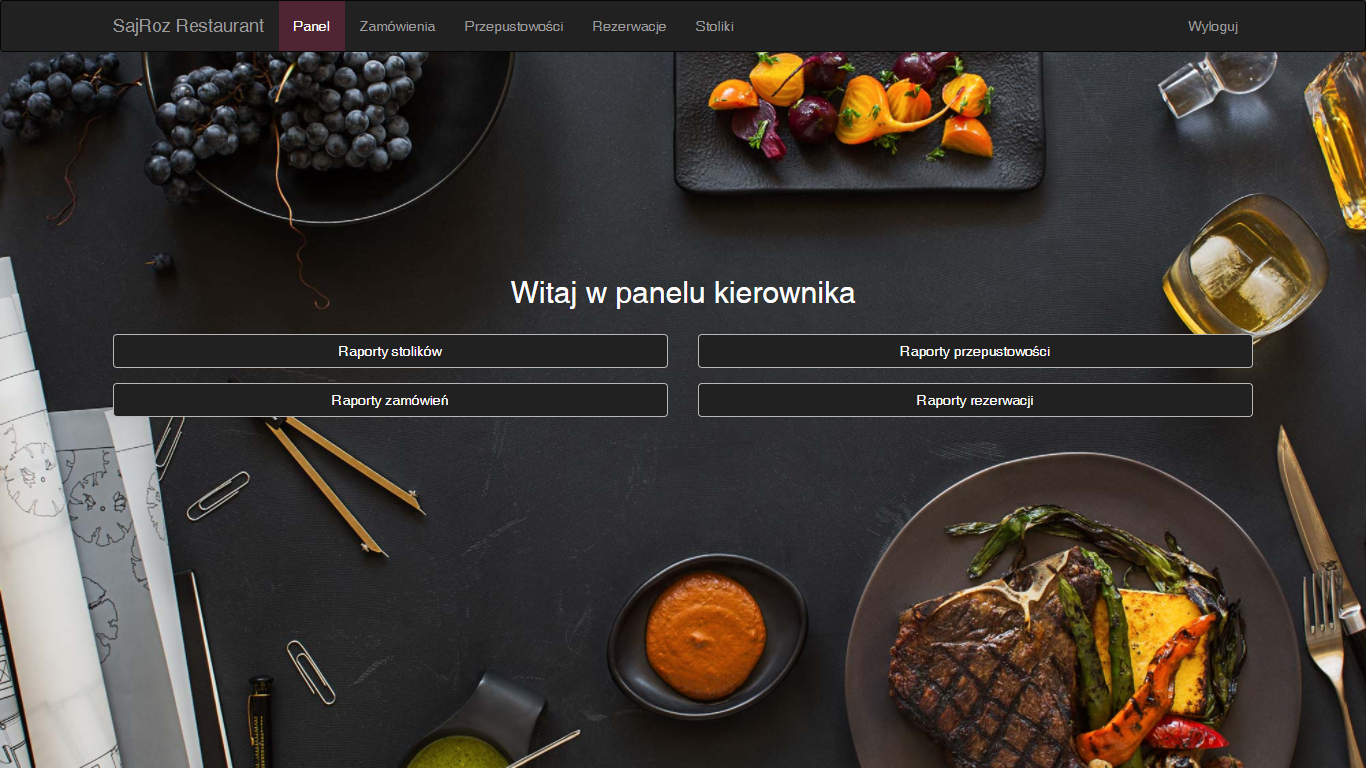 SajRoz Restaurant Panel Zamówienia Przepustowości Rezerwacje Stoliki Wyloguj
Witaj w panelu kierownika
Raporty stolików Raporty przepustowości
Raporty zamówień Raporty rezerwacji